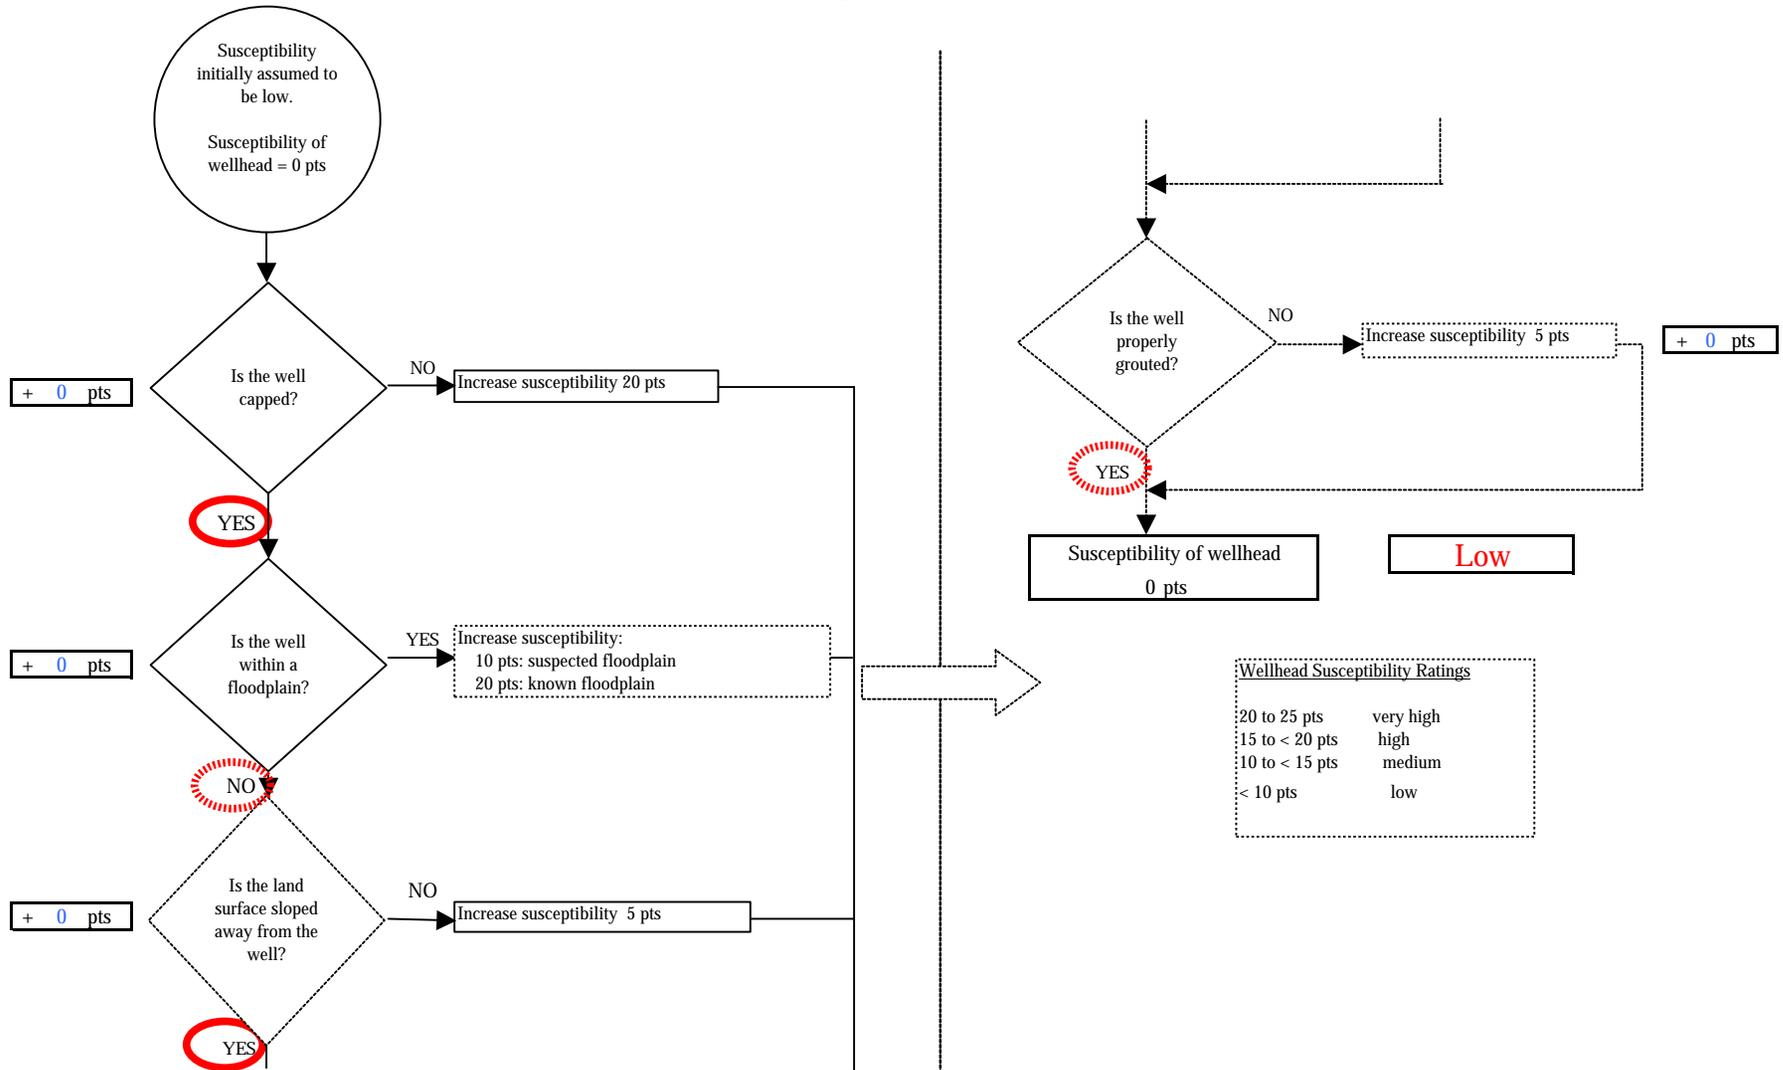 Susceptibility
initially assumed to
be low.
Susceptibility of
wellhead = 0 pts
Is the well
capped?
NO
Increase susceptibility 20 pts
+ 0 pts
YES
Is the well
within a
floodplain?
YES
Increase susceptibility:
10 pts: suspected floodplain
20 pts: known floodplain
+ 0 pts
NO
Is the land
surface sloped
away from the
well?
NO
Increase susceptibility 5 pts
+ 0 pts
YES
Is the well
properly
grouted?
NO
Increase susceptibility 5 pts
+ 0 pts
YES
Susceptibility of wellhead
0 pts
Low
Wellhead Susceptibility Ratings
20 to 25 pts very high
15 to < 20 pts high
10 to < 15 pts medium
< 10 pts low